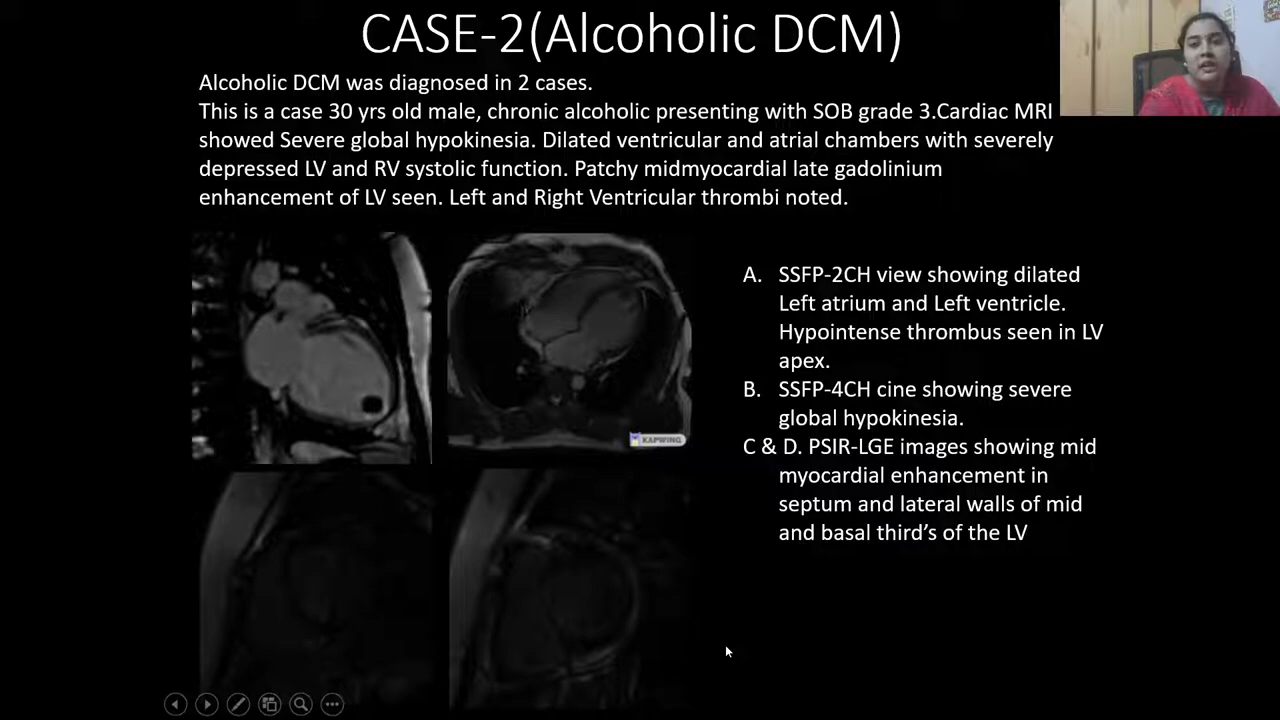 CASE-2(Alcoholic DCM)
Alcoholic DCM was diagnosed in 2 cases.
This is a case 30 yrs old male, chronic alcoholic presenting with SOB grade 3.Cardiac MRI
showed Severe global hypokinesia. Dilated ventricular and atrial chambers with severely
depressed LV and RV systolic function. Patchy midmyocardial late gadolinium
enhancement of LV seen. Left and Right Ventricular thrombi noted.
A. SSFP-2CH view showing dilated
Left atrium and Left ventricle.
Hypointense thrombus seen in LV
apex.
B. SSFP-4CH cine showing severe
global hypokinesia.
C & D. PSIR-LGE images showing mid
myocardial enhancement in
septum and lateral walls of mid
and basal third’s of the LV
KAPWING